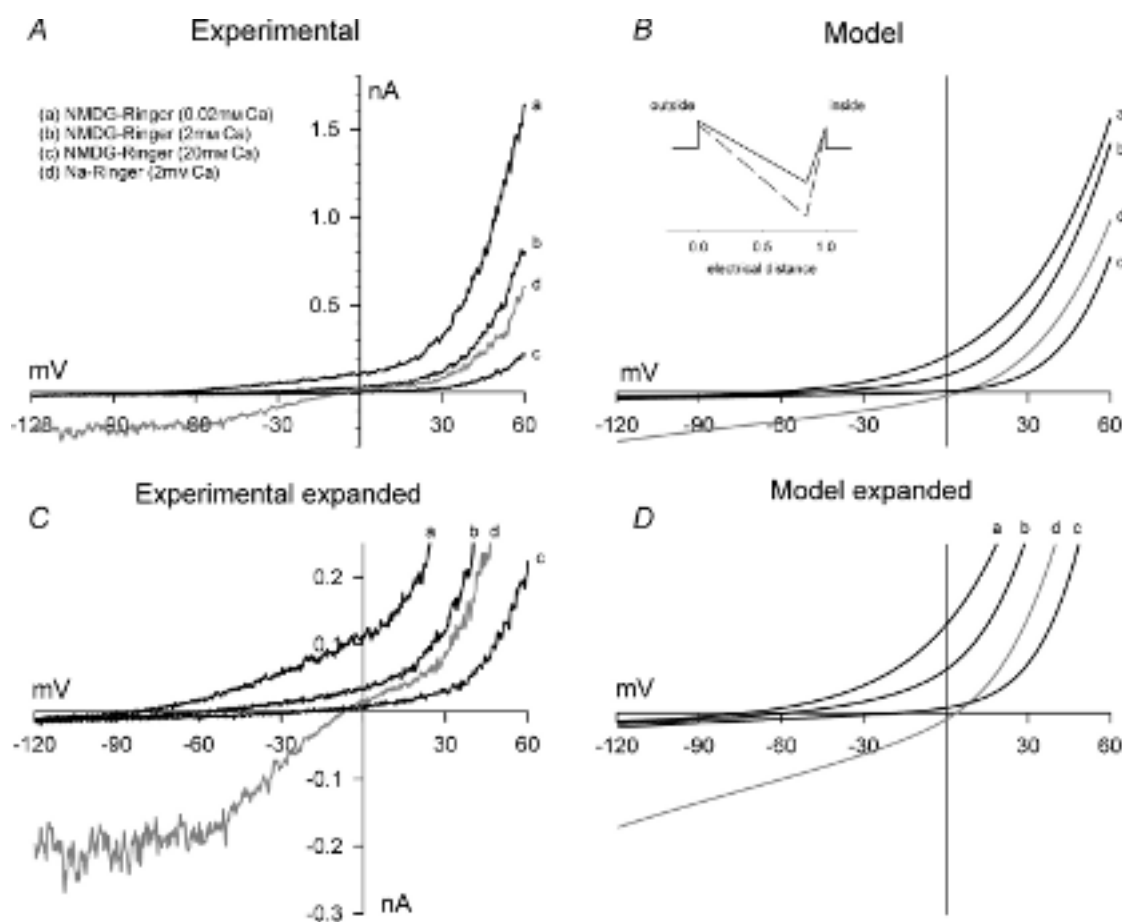 A Experimental
nA
(a) NMDG-Ringer (0.02mM Ca)
(b) NMDG-Ringer (2mM Ca)
(c) NMDG-Ringer (20mM Ca)
(d) Na-Ringer (2mM Ca)
1.5
1.0
0.5
a
b
d
c
mV
-120 -90 -30 30 60
B Model
outside inside
0.0 0.5 1.0
electrical distance
a
b
d
c
mV
-120 -90 -30 30 60
C Experimental expanded
a b d
c
0.2
0.1
mV
-120 -90 -30 30 60
-0.1
-0.2
-0.3
nA
D Model expanded
a b d c
mV
-120 -90 -30 30 60